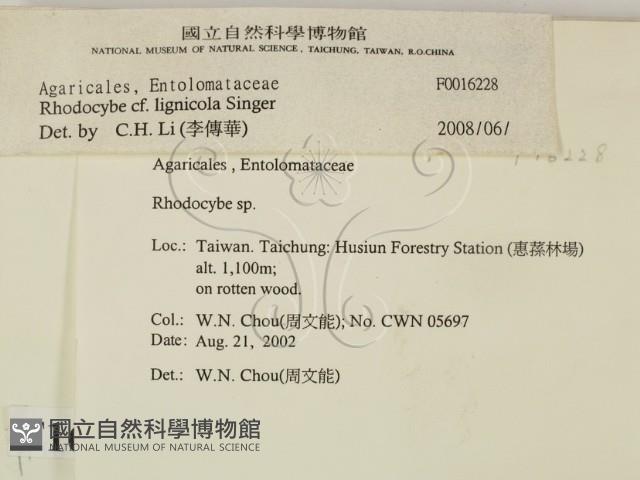 國立自然科學博物館
NATIONAL MUSEUM OF NATURAL SCIENCE, TAICHUNG, TAIWAN, R.O.CHINA
Agaricales, Entolomataceae F0016228
Rhodocybe cf. lignicola Singer
Det. by C.H. Li (李傳華) 2008/06/
Agaricales , Entolomataceae
Rhodocybe sp.
Loc.: Taiwan. Taichung: Husiun Forestry Station (惠蓀林場)
alt. 1,100m;
on rotten wood.
Col.: W.N. Chou(周文能); No. CWN 05697
Date: Aug. 21, 2002
Det.: W.N. Chou(周文能)
國立自然科學博物館
NATIONAL MUSEUM OF NATURAL SCIENCE